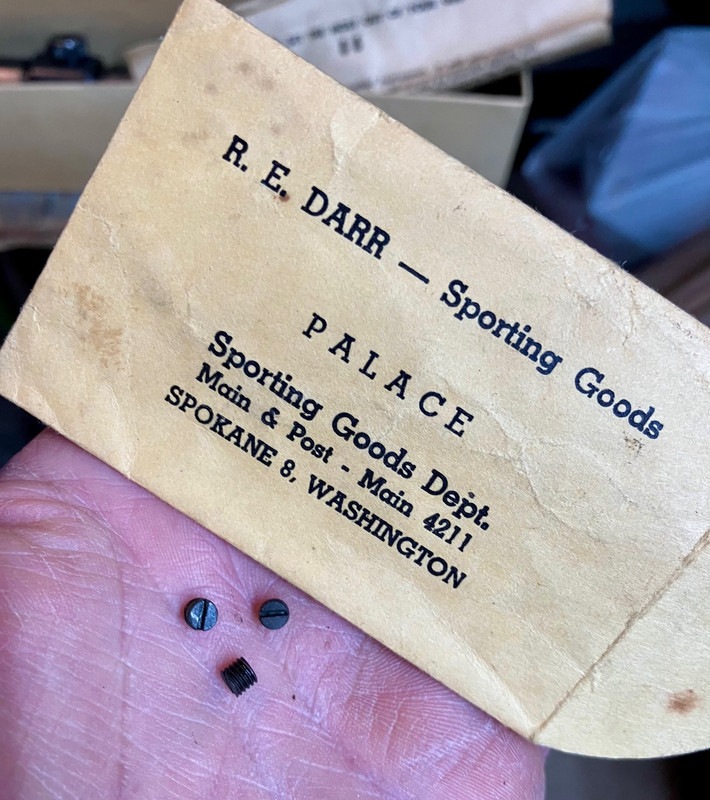 R. E. DARR — Sporting Goods
PALACE
Sporting Goods Dept.
Main & Post - Main 4211
SPOKANE 8, WASHINGTON